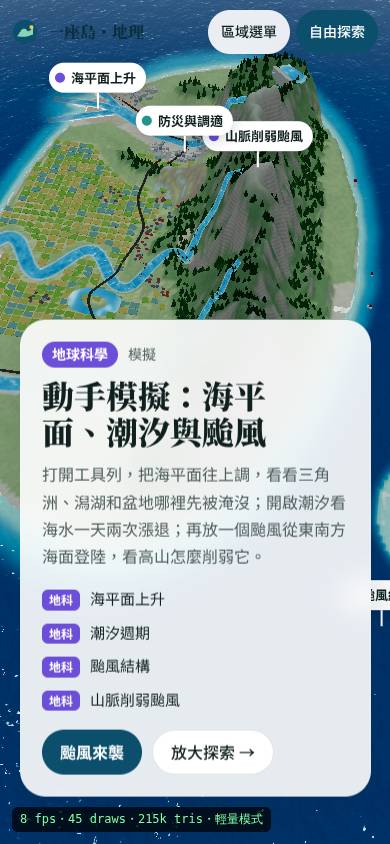 一座島・地理
區域選單
自由探索
海平面上升
防災與調適
山脈削弱颱風
地球科學
模擬
動手模擬：海平
面、潮汐與颱風
打開工具列，把海平面往上調，看看三角
洲、潟湖和盆地哪裡先被淹沒；開啟潮汐看
海水一天兩次漲退；再放一個颱風從東南方
海面登陸，看高山怎麼削弱它。
地科 海平面上升
地科 潮汐週期
地科 颱風結構
地科 山脈削弱颱風
颱風來襲
放大探索 →
8 fps · 45 draws · 215k tris · 輕量模式